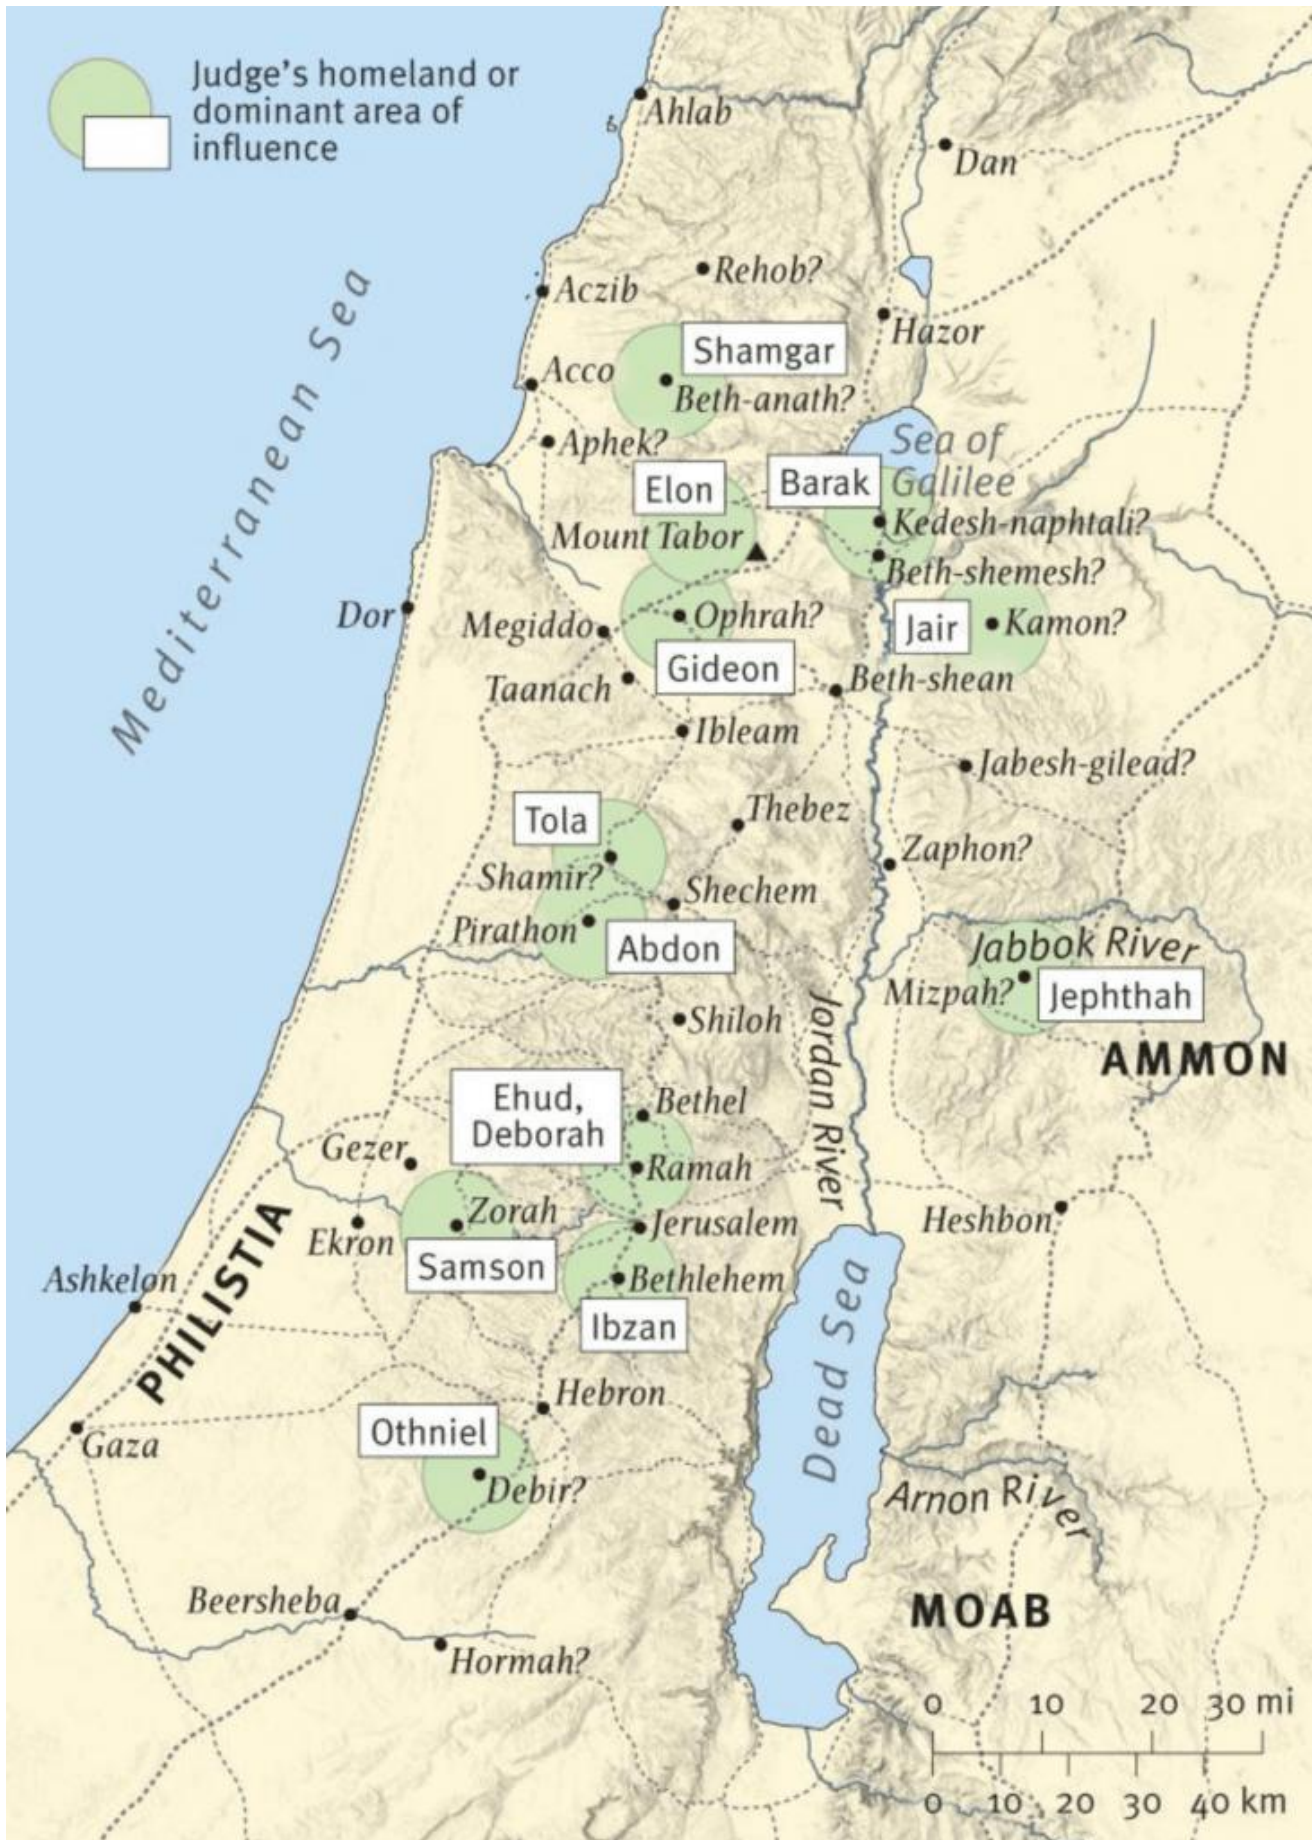 Judge's homeland or
dominant area of
influence
Ahlab
Dan
Rehob?
Aczib
Mediterranean Sea
Hazor
Shamgar
Acco
Beth-anath?
Aphek?
Sea of
Galilee
Elon
Barak
Kedesh-naphtali?
Mount Tabor
Beth-shemesh?
Dor
Megiddo
Ophrah?
Jair
Kamon?
Gideon
Taanach
Beth-shean
Ibleam
Jabesh-gilead?
Tola
Thebez
Zaphon?
Shamir?
Shechem
Pirathon
Abdon
Jabbok River
Mizpah?
Jephthah
Shiloh
Jordan River
AMMON
Ehud,
Deborah
Bethel
Gezer
Ramah
Zorah
Jerusalem
Heshbon
Ekron
Samson
Bethlehem
Ashkelon
PHILISTIA
Ibzan
Dead Sea
Hebron
Othniel
Gaza
Debir?
Arnon River
Beersheba
MOAB
Hormah?
0 10 20 30 mi
0 10 20 30 40 km